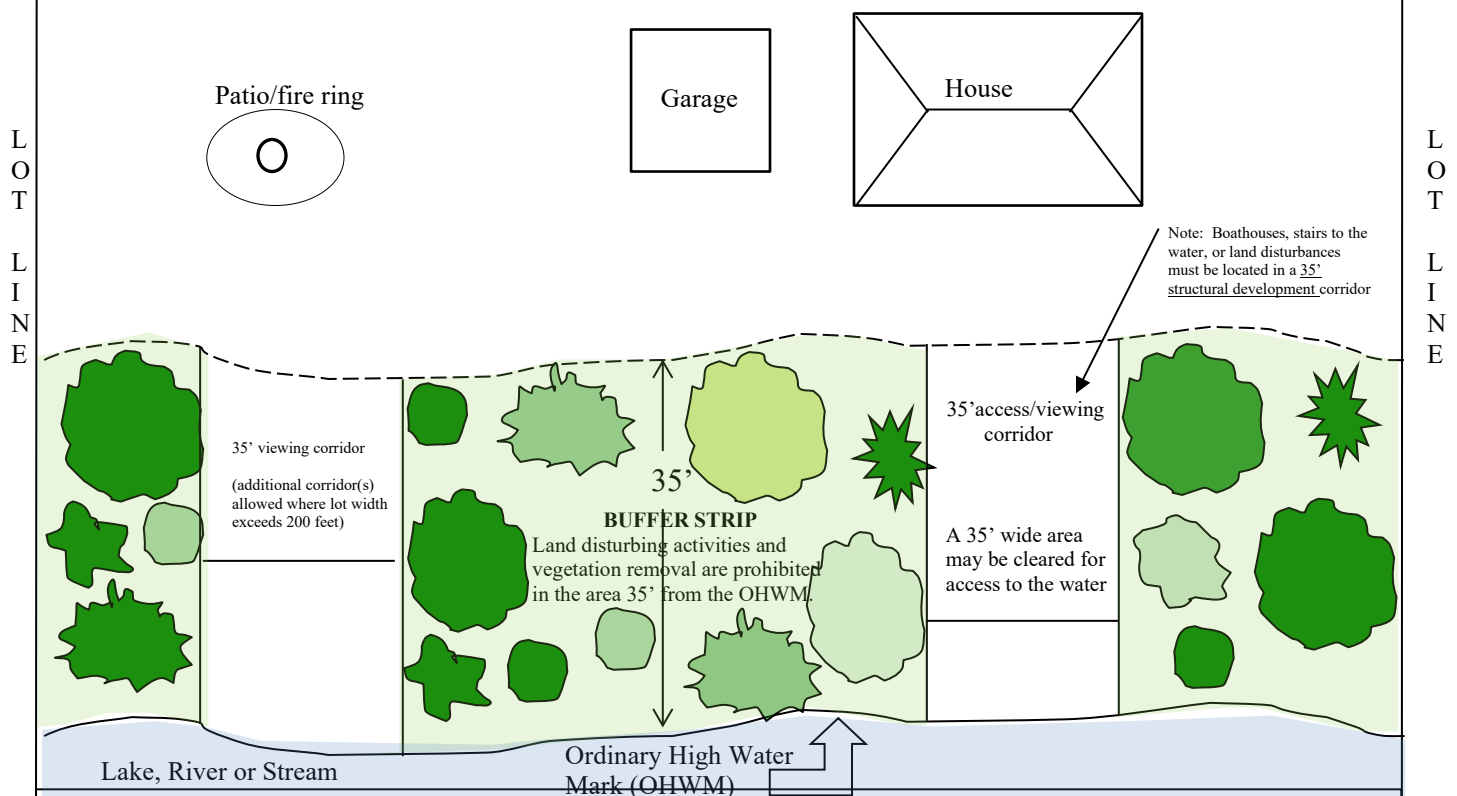 Patio/fire ring
Garage
House
L
O
T
L
I
N
E
L
O
T
L
I
N
E
Note: Boathouses, stairs to the
water, or land disturbances
must be located in a 35’
structural development corridor
35’ viewing corridor
(additional corridor(s)
allowed where lot width
exceeds 200 feet)
35’
BUFFER STRIP
Land disturbing activities and
vegetation removal are prohibited
in the area 35’ from the OHWM.
35’access/viewing
corridor
A 35’ wide area
may be cleared for
access to the water
Lake, River or Stream
Ordinary High Water
Mark (OHWM)